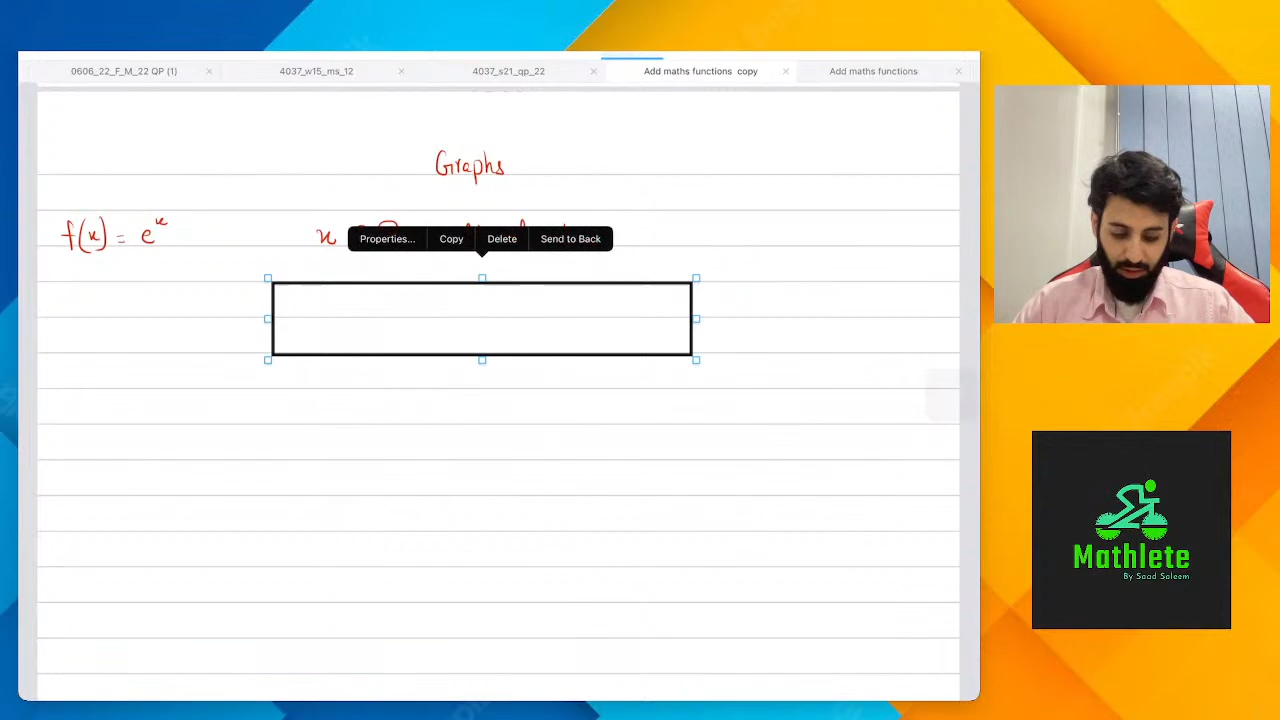 0606_22_F_M_22 QP (1) 4037_w15_ms_12 4037_s21_qp_22 Add maths functions copy Add maths functions
Graphs
f(x) = e^x x
Properties... Copy Delete Send to Back
Mathlete
By Saad Saleem